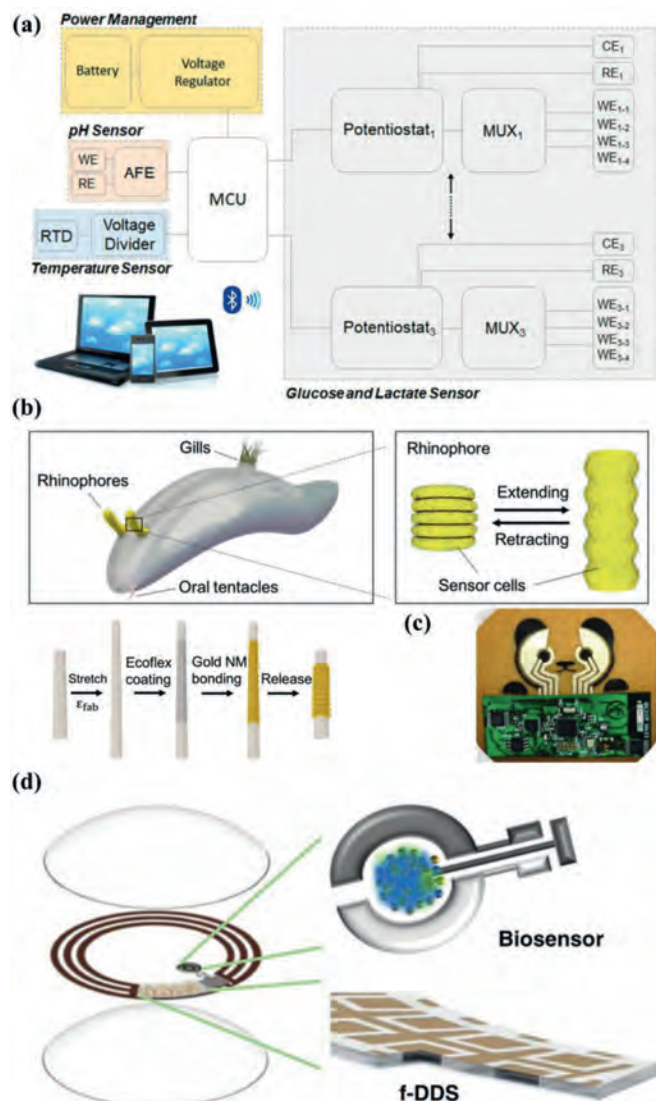 (a)
Power Management
Battery
Voltage
Regulator
pH Sensor
WE
RE
AFE
MCU
RTD
Voltage
Divider
Temperature Sensor
Potentiostat1
MUX1
CE1
RE1
WE1-1
WE1-2
WE1-3
WE1-4
Potentiostat3
MUX3
CE3
RE3
WE3-1
WE3-2
WE3-3
WE3-4
Glucose and Lactate Sensor
(b)
Gills
Rhinophores
Oral tentacles
Rhinophore
Extending
Retracting
Sensor cells
Stretch
εfab
Ecoflex
coating
Gold NM
bonding
Release
(c)
(d)
Biosensor
f-DDS